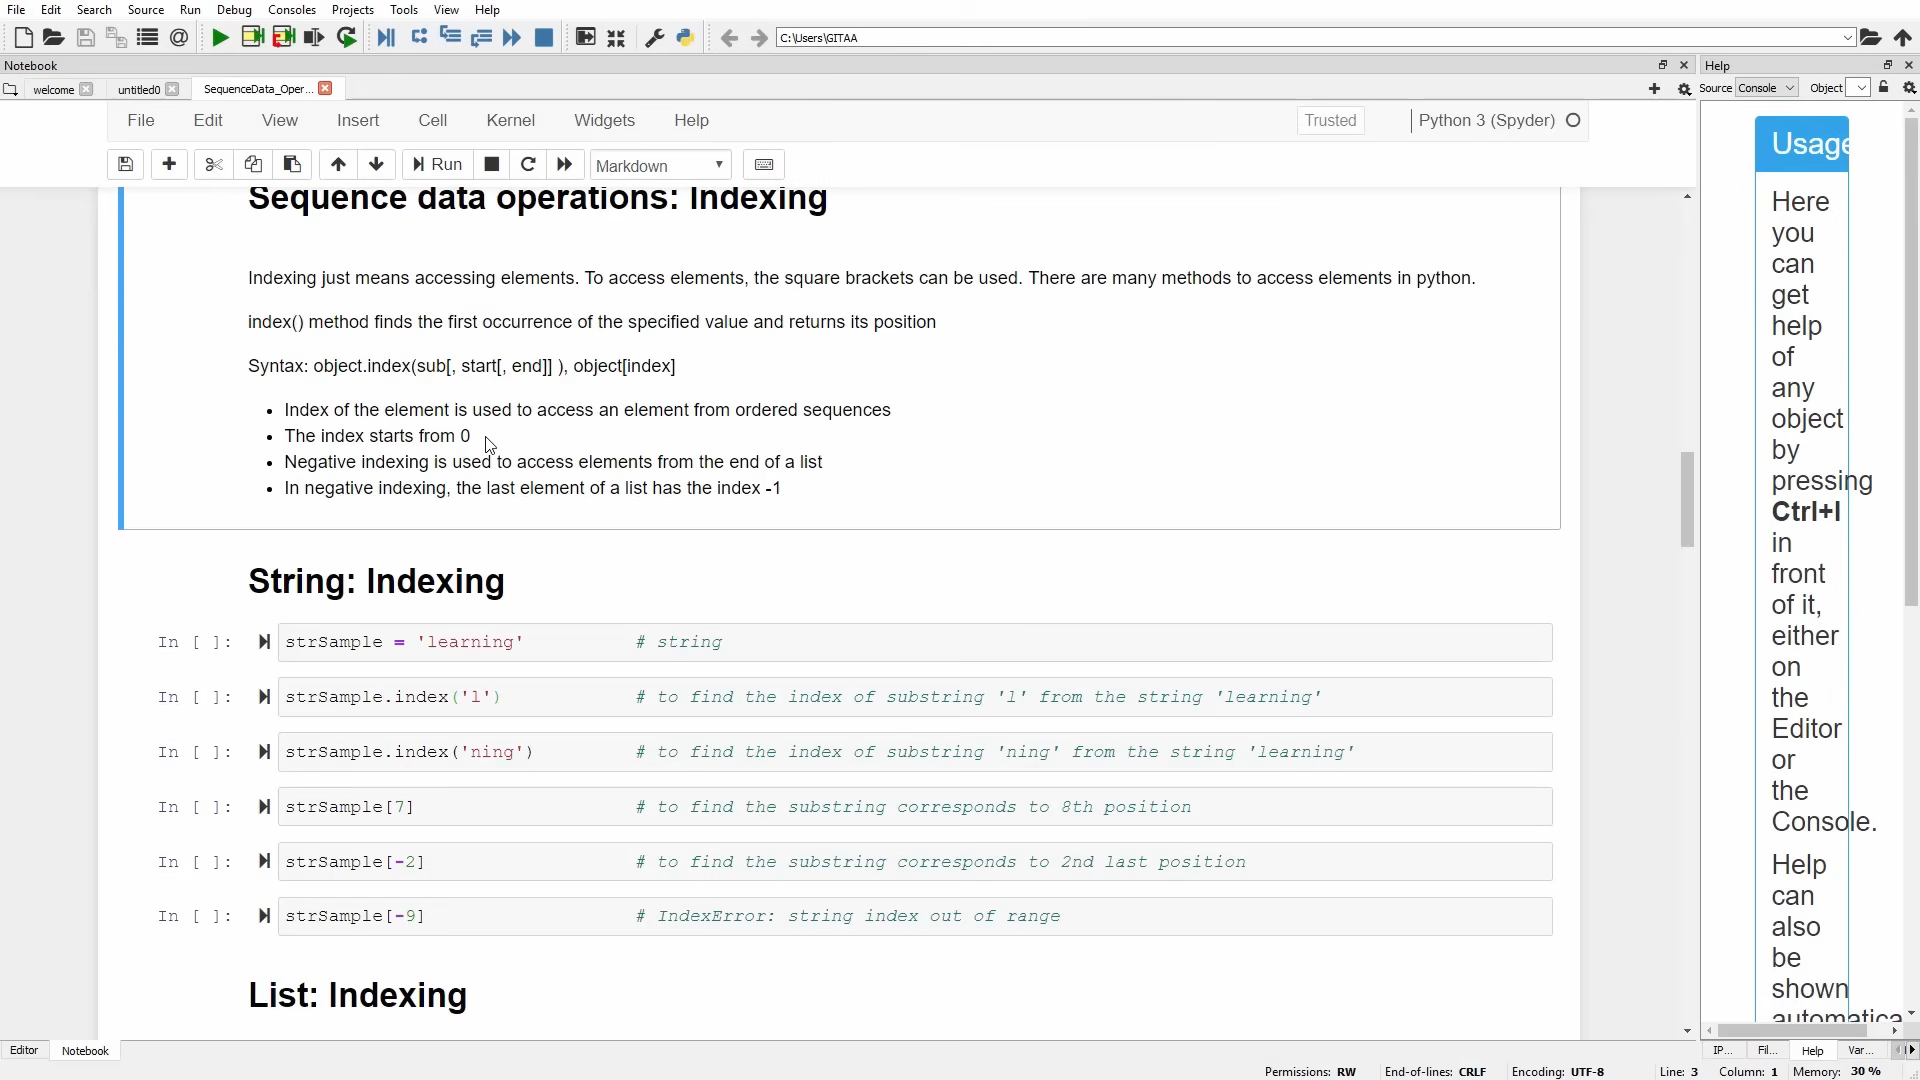 File Edit Search Source Run Debug Consoles Projects Tools View Help
C:\Users\GITAA
Notebook
welcome untitled0 SequenceData_Oper...
File Edit View Insert Cell Kernel Widgets Help Trusted Python 3 (Spyder)
Run Markdown
Sequence data operations: Indexing
Indexing just means accessing elements. To access elements, the square brackets can be used. There are many methods to access elements in python.
index() method finds the first occurrence of the specified value and returns its position
Syntax: object.index(sub[, start[, end]] ), object[index]
• Index of the element is used to access an element from ordered sequences
• The index starts from 0
• Negative indexing is used to access elements from the end of a list
• In negative indexing, the last element of a list has the index -1
String: Indexing
In [ ]: strSample = 'learning' # string
In [ ]: strSample.index('l') # to find the index of substring 'l' from the string 'learning'
In [ ]: strSample.index('ning') # to find the index of substring 'ning' from the string 'learning'
In [ ]: strSample[7] # to find the substring corresponds to 8th position
In [ ]: strSample[-2] # to find the substring corresponds to 2nd last position
In [ ]: strSample[-9] # IndexError: string index out of range
List: Indexing
Help
Source Console Object
Usage
Here
you
can
get
help
of
any
object
by
pressing
Ctrl+I
in
front
of it,
either
on
the
Editor
or
the
Console.
Help
can
also
be
shown
automatica
Editor Notebook
IP... Fil... Help Var...
Permissions: RW End-of-lines: CRLF Encoding: UTF-8 Line: 3 Column: 1 Memory: 30 %